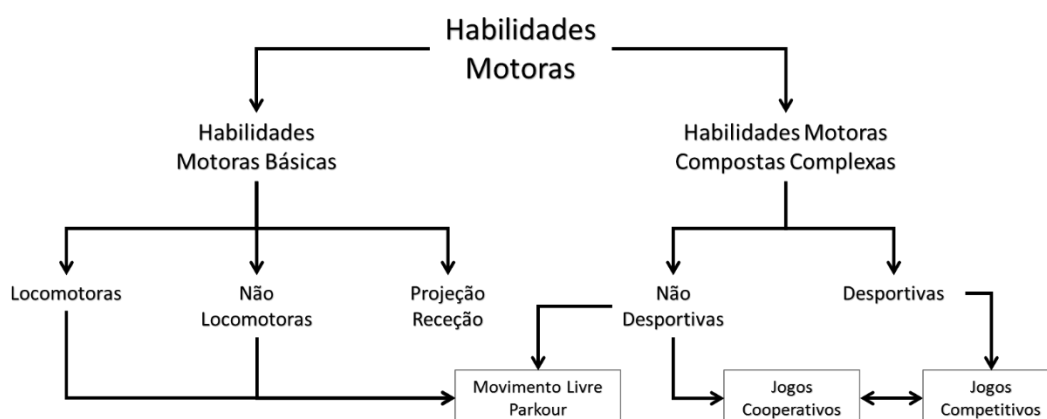 Habilidades
Motoras
Habilidades
Motoras Básicas
Habilidades Motoras
Compostas Complexas
Locomotoras
Não
Locomotoras
Projeção
Receção
Não
Desportivas
Desportivas
Movimento Livre
Parkour
Jogos
Cooperativos
Jogos
Competitivos